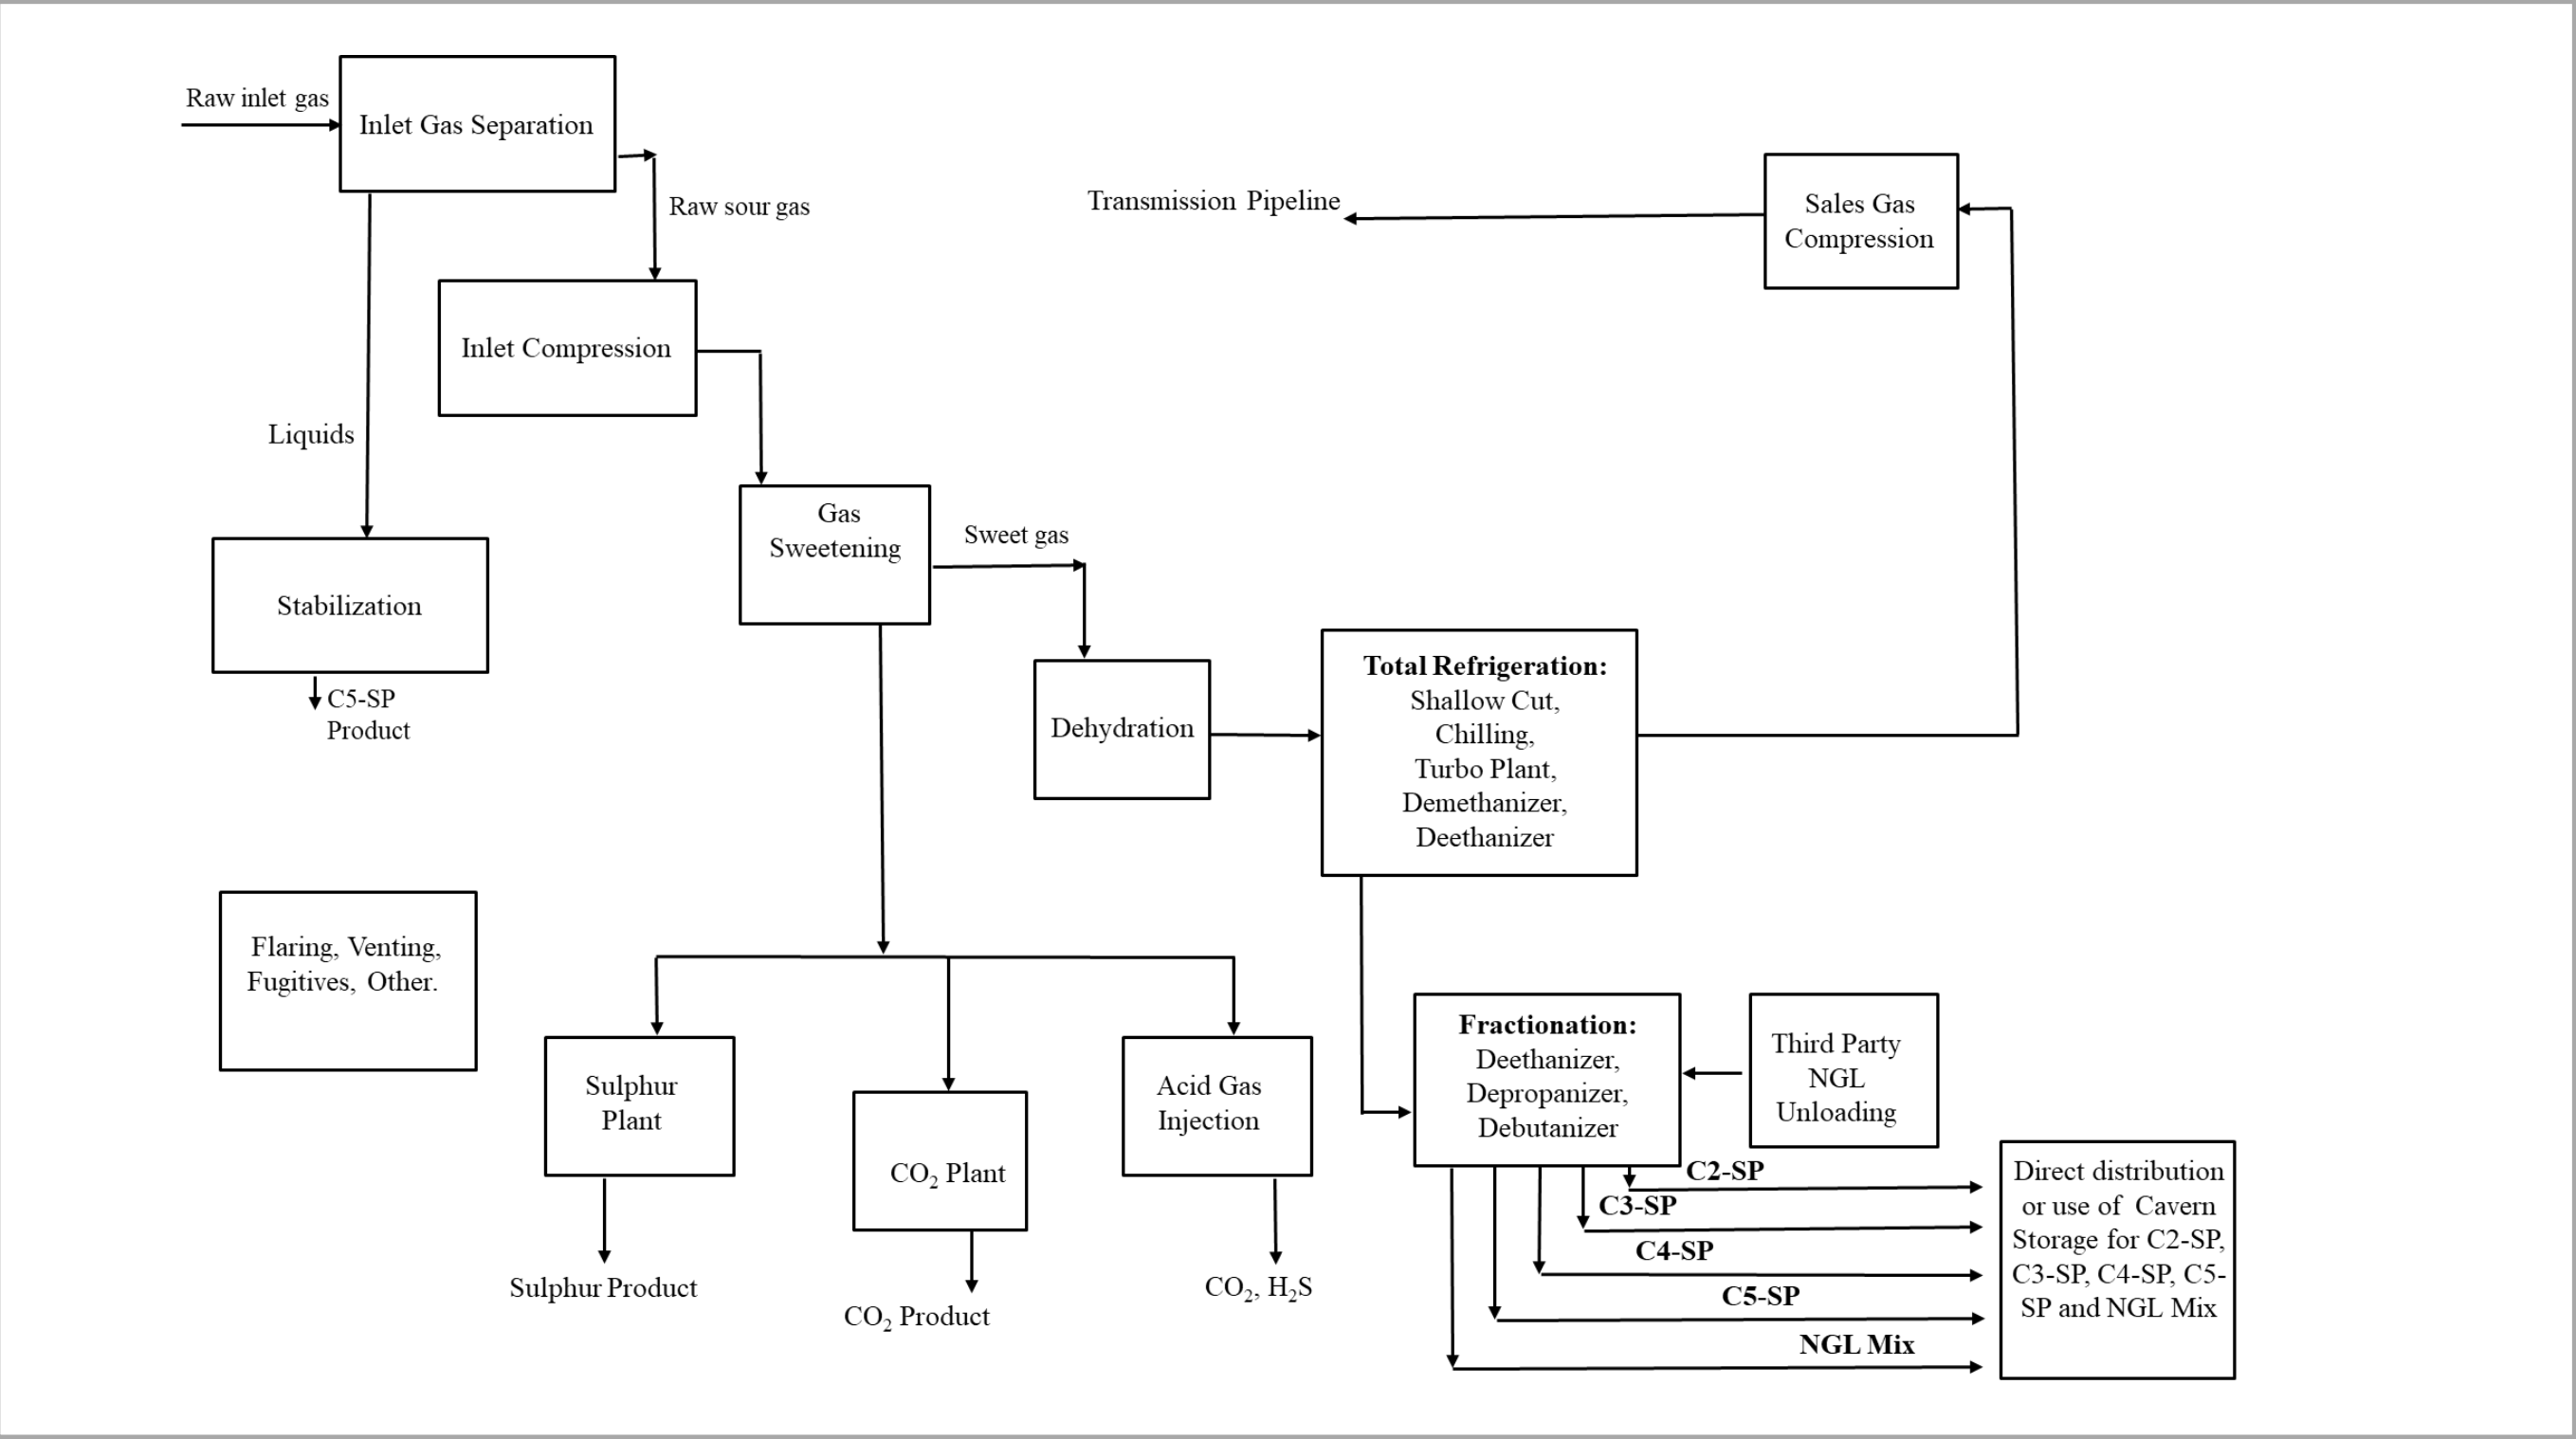 Raw inlet gas
Inlet Gas Separation
Raw sour gas
Transmission Pipeline
Sales Gas
Compression
Inlet Compression
Liquids
Gas
Sweetening
Sweet gas
Stabilization
C5-SP
Product
Dehydration
Total Refrigeration:
Shallow Cut,
Chilling,
Turbo Plant,
Demethanizer,
Deethanizer
Flaring, Venting,
Fugitives, Other.
Sulphur
Plant
Sulphur Product
CO₂ Plant
CO₂ Product
Acid Gas
Injection
CO₂, H₂S
Fractionation:
Deethanizer,
Depropanizer,
Debutanizer
Third Party
NGL
Unloading
C2-SP
C3-SP
C4-SP
C5-SP
NGL Mix
Direct distribution
or use of Cavern
Storage for C2-SP,
C3-SP, C4-SP, C5-
SP and NGL Mix